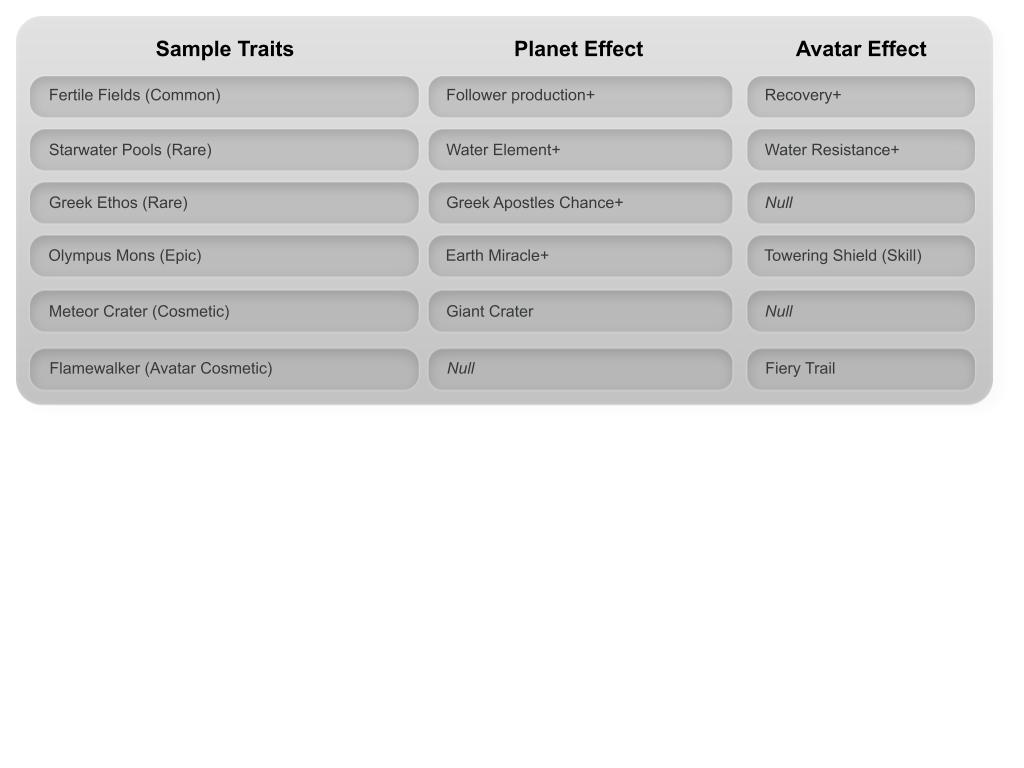 Sample Traits Planet Effect Avatar Effect
Fertile Fields (Common) Follower production+ Recovery+
Starwater Pools (Rare) Water Element+ Water Resistance+
Greek Ethos (Rare) Greek Apostles Chance+ Null
Olympus Mons (Epic) Earth Miracle+ Towering Shield (Skill)
Meteor Crater (Cosmetic) Giant Crater Null
Flamewalker (Avatar Cosmetic) Null Fiery Trail